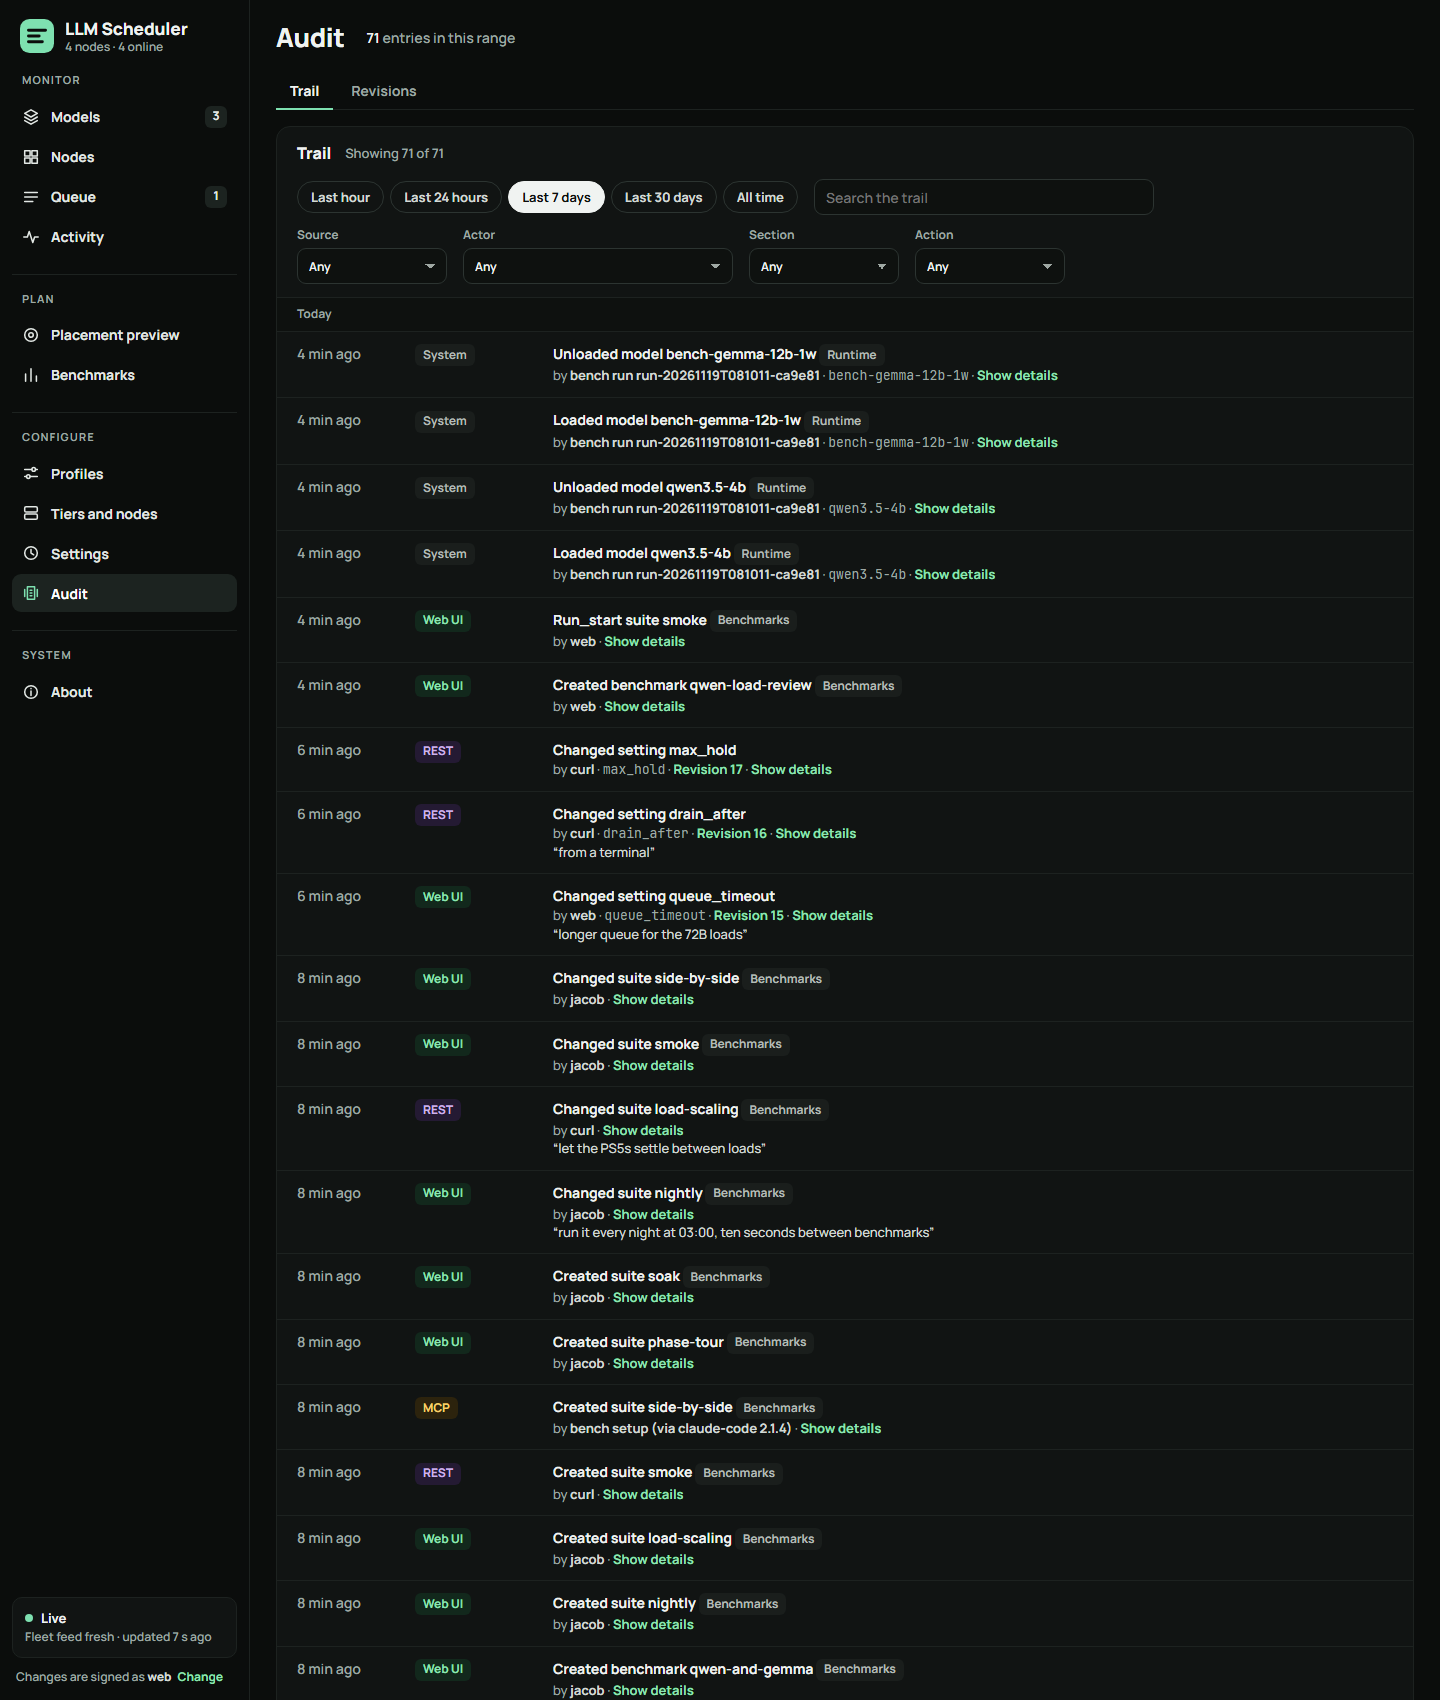 LLM Scheduler
4 nodes · 4 online
MONITOR
Models 3
Nodes
Queue 1
Activity
PLAN
Placement preview
Benchmarks
CONFIGURE
Profiles
Tiers and nodes
Settings
Audit
SYSTEM
About
Live
Fleet feed fresh · updated 7 s ago
Changes are signed as web Change
Audit 71 entries in this range
Trail Revisions
Trail Showing 71 of 71
Last hour Last 24 hours Last 7 days Last 30 days All time Search the trail
Source Actor Section Action
Any Any Any Any
Today
4 min ago System Unloaded model bench-gemma-12b-1w Runtime
by bench run run-20261119T081011-ca9e81 · bench-gemma-12b-1w · Show details
4 min ago System Loaded model bench-gemma-12b-1w Runtime
by bench run run-20261119T081011-ca9e81 · bench-gemma-12b-1w · Show details
4 min ago System Unloaded model qwen3.5-4b Runtime
by bench run run-20261119T081011-ca9e81 · qwen3.5-4b · Show details
4 min ago System Loaded model qwen3.5-4b Runtime
by bench run run-20261119T081011-ca9e81 · qwen3.5-4b · Show details
4 min ago Web UI Run_start suite smoke Benchmarks
by web · Show details
4 min ago Web UI Created benchmark qwen-load-review Benchmarks
by web · Show details
6 min ago REST Changed setting max_hold
by curl · max_hold · Revision 17 · Show details
6 min ago REST Changed setting drain_after
by curl · drain_after · Revision 16 · Show details
“from a terminal”
6 min ago Web UI Changed setting queue_timeout
by web · queue_timeout · Revision 15 · Show details
“longer queue for the 72B loads”
8 min ago Web UI Changed suite side-by-side Benchmarks
by jacob · Show details
8 min ago Web UI Changed suite smoke Benchmarks
by jacob · Show details
8 min ago REST Changed suite load-scaling Benchmarks
by curl · Show details
“let the PS5s settle between loads”
8 min ago Web UI Changed suite nightly Benchmarks
by jacob · Show details
“run it every night at 03:00, ten seconds between benchmarks”
8 min ago Web UI Created suite soak Benchmarks
by jacob · Show details
8 min ago Web UI Created suite phase-tour Benchmarks
by jacob · Show details
8 min ago MCP Created suite side-by-side Benchmarks
by bench setup (via claude-code 2.1.4) · Show details
8 min ago REST Created suite smoke Benchmarks
by curl · Show details
8 min ago Web UI Created suite load-scaling Benchmarks
by jacob · Show details
8 min ago Web UI Created suite nightly Benchmarks
by jacob · Show details
8 min ago Web UI Created benchmark qwen-and-gemma Benchmarks
by jacob · Show details